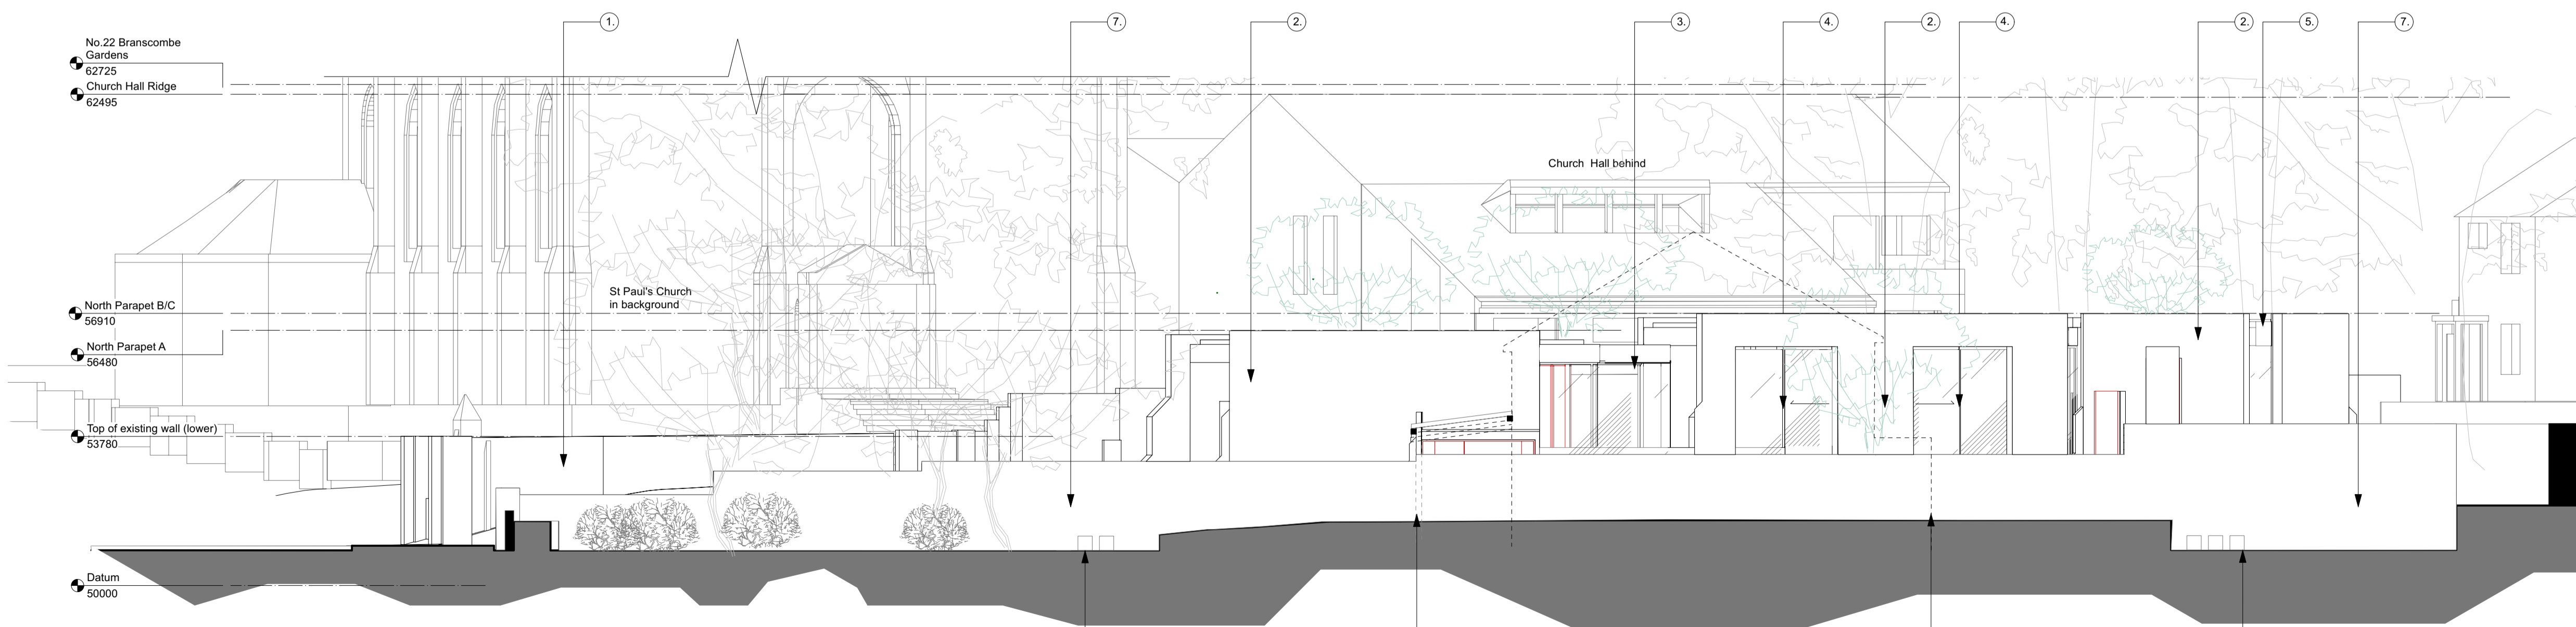 1.
7.
2.
3.
4.
2.
4.
2.
5.
7.
No.22 Branscombe
Gardens
62725
Church Hall Ridge
62495
Church Hall behind
St Paul's Church
in background
North Parapet B/C
56910
North Parapet A
56480
Top of existing wall (lower)
53780
Datum
50000